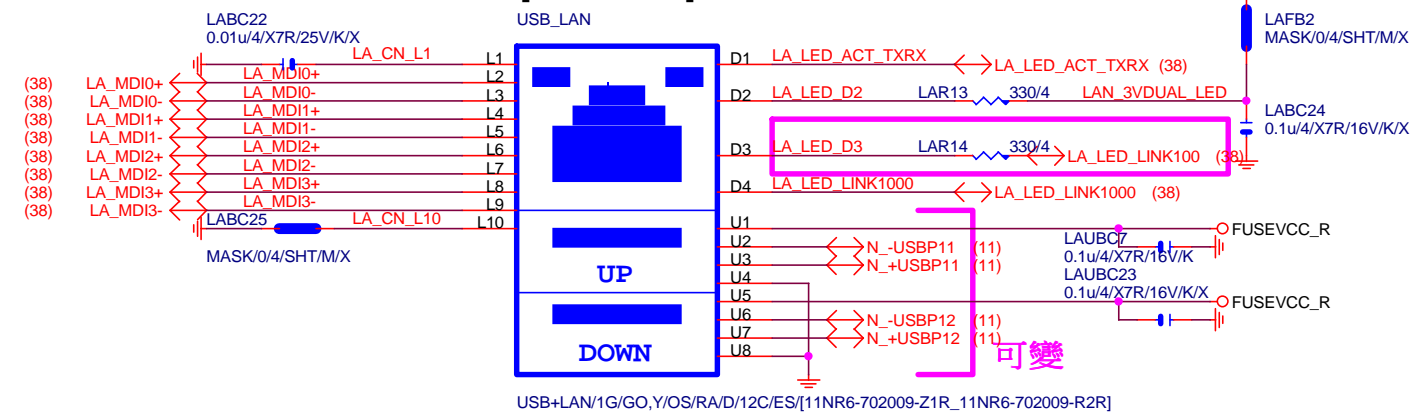 USB_LAN
LABC22
0.01u/4/X7R/25V/K/X
LAFB2
MASK/0/4/SHT/M/X
LA_CN_L1 L1
(38) LA_MDI0+ LA_MDI0+ L2
(38) LA_MDI0- LA_MDI0- L3
(38) LA_MDI1+ LA_MDI1+ L4
(38) LA_MDI1- LA_MDI1- L5
(38) LA_MDI2+ LA_MDI2+ L6
(38) LA_MDI2- LA_MDI2- L7
(38) LA_MDI3+ LA_MDI3+ L8
(38) LA_MDI3- LA_MDI3- L9
LABC25 LA_CN_L10 L10
MASK/0/4/SHT/M/X
UP
DOWN
D1 LA_LED_ACT_TXRX LA_LED_ACT_TXRX (38)
D2 LA_LED_D2 LAR13 330/4 LAN_3VDUAL_LED
LABC24
0.1u/4/X7R/16V/K/X
D3 LA_LED_D3 LAR14 330/4 LA_LED_LINK100 (38)
D4 LA_LED_LINK1000 LA_LED_LINK1000 (38)
U1 FUSEVCC_R
U2 N_-USBP11 (11)
U3 N_+USBP11 (11)
U4
LAUBC7
0.1u/4/X7R/16V/K
LAUBC23
0.1u/4/X7R/16V/K/X
U5 FUSEVCC_R
U6 N_-USBP12 (11)
U7 N_+USBP12 (11)
U8
可變
USB+LAN/1G/GO,Y/OS/RA/D/12C/ES/[11NR6-702009-Z1R_11NR6-702009-R2R]